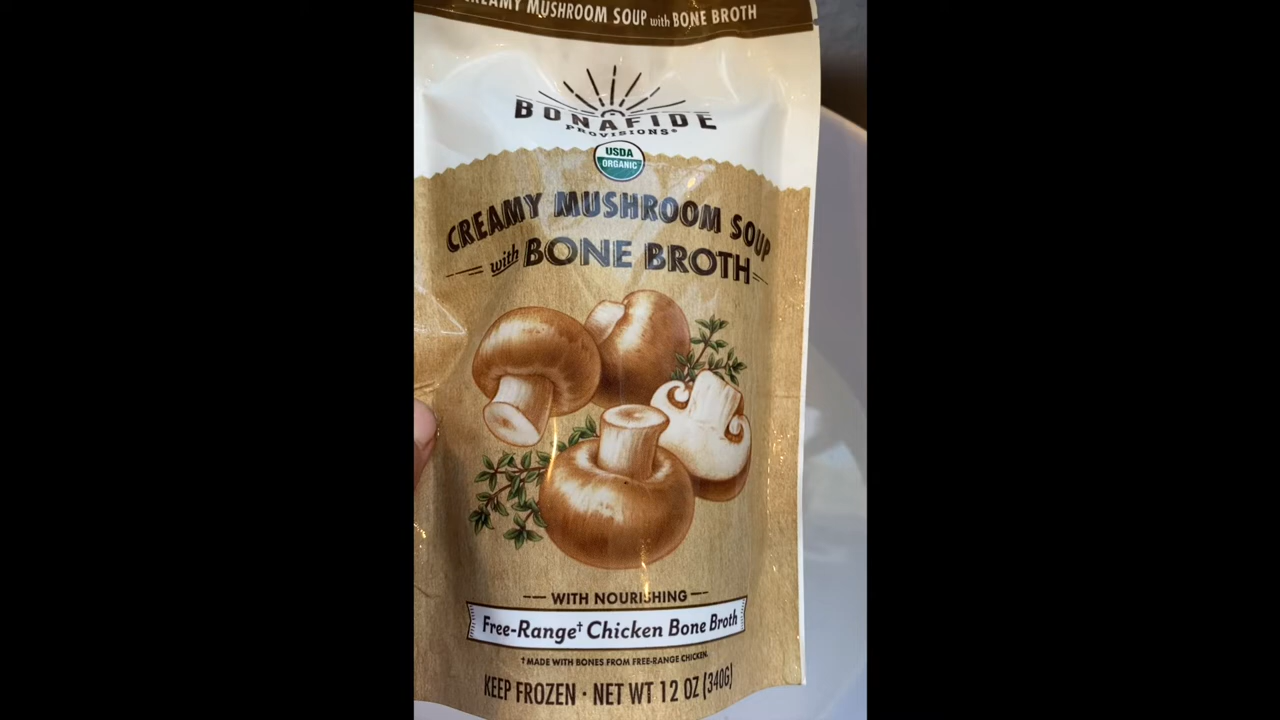 CREAMY MUSHROOM SOUP with BONE BROTH
BONAFIDE
PROVISIONS®
USDA
ORGANIC
CREAMY MUSHROOM SOUP
with BONE BROTH
WITH NOURISHING
Free-Range† Chicken Bone Broth
† MADE WITH BONES FROM FREE-RANGE CHICKEN.
KEEP FROZEN · NET WT 12 OZ (340G)